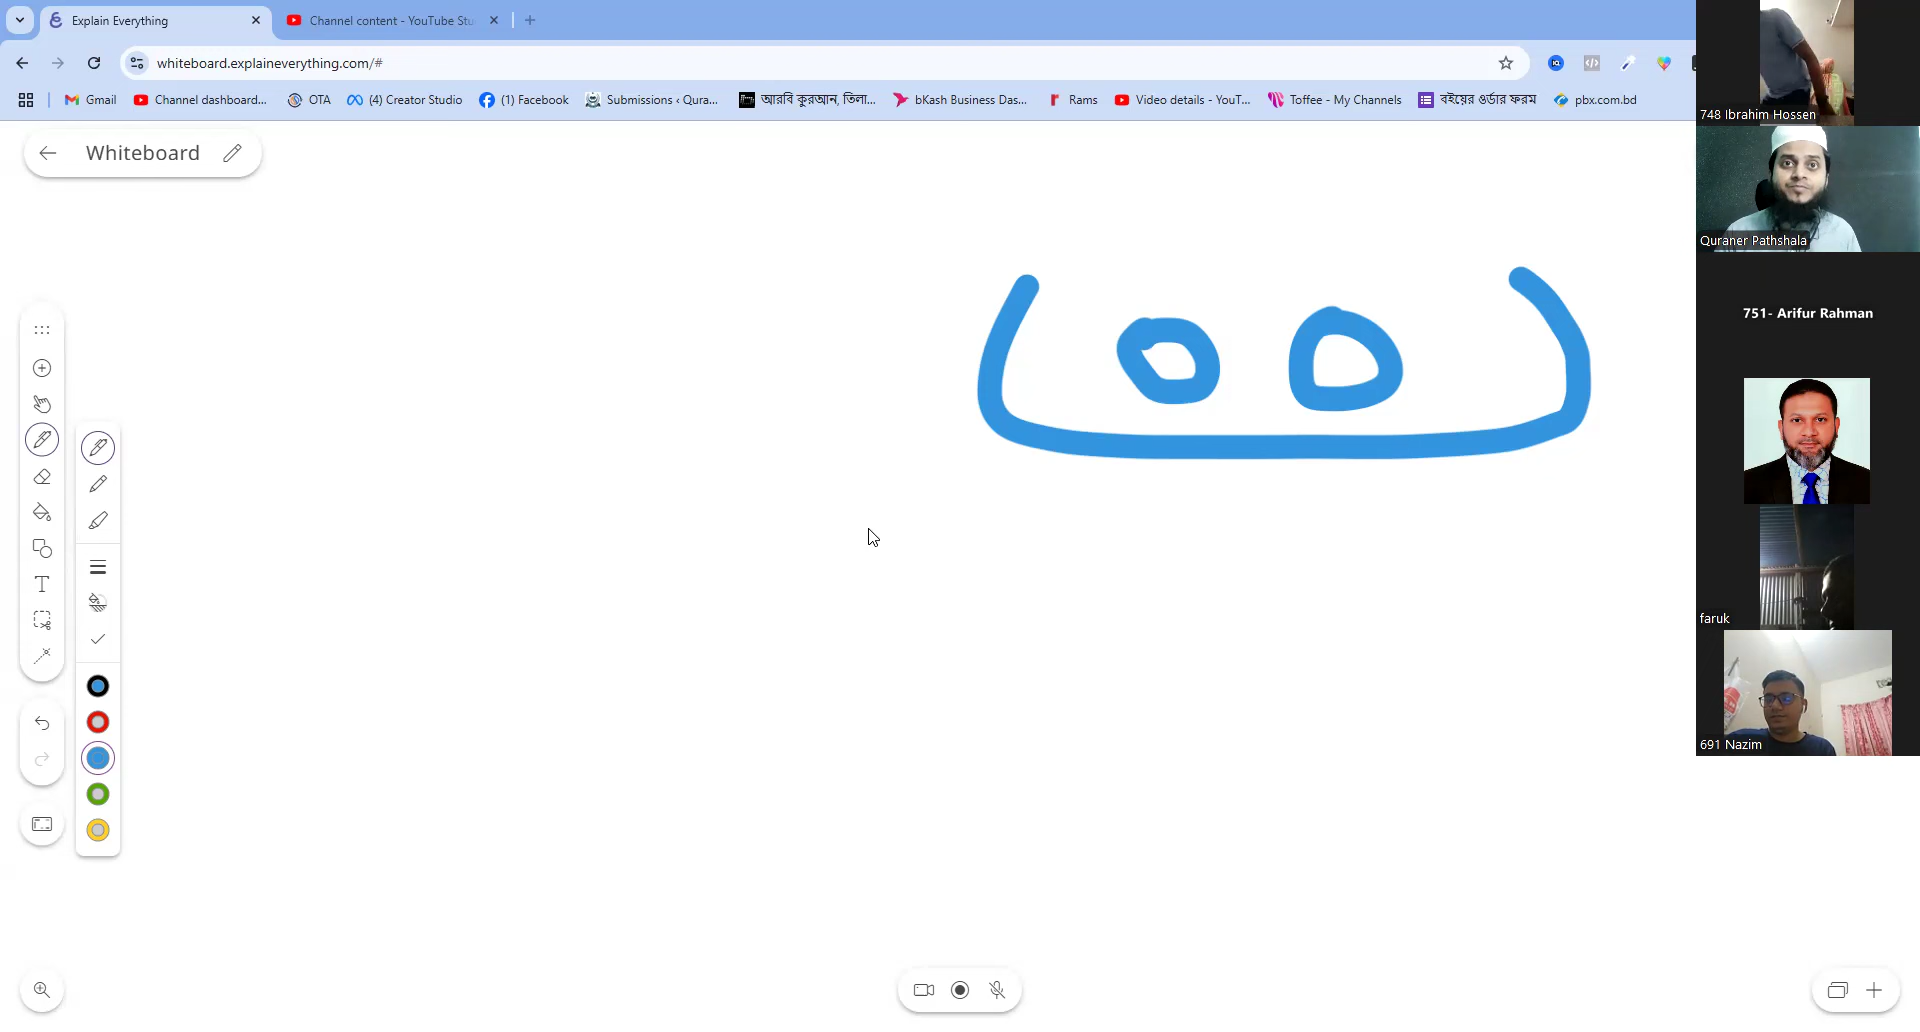 Explain Everything
Channel content - YouTube Stu
whiteboard.explaineverything.com/#
Gmail
Channel dashboard...
OTA
(4) Creator Studio
(1) Facebook
Submissions ‹ Qura...
আরবি কুরআন, তিলা...
bKash Business Das...
Rams
Video details - YouT...
Toffee - My Channels
বইয়ের ওর্ডার ফরম
pbx.com.bd
Whiteboard
T
748 Ibrahim Hossen
Quraner Pathshala
751- Arifur Rahman
faruk
691 Nazim